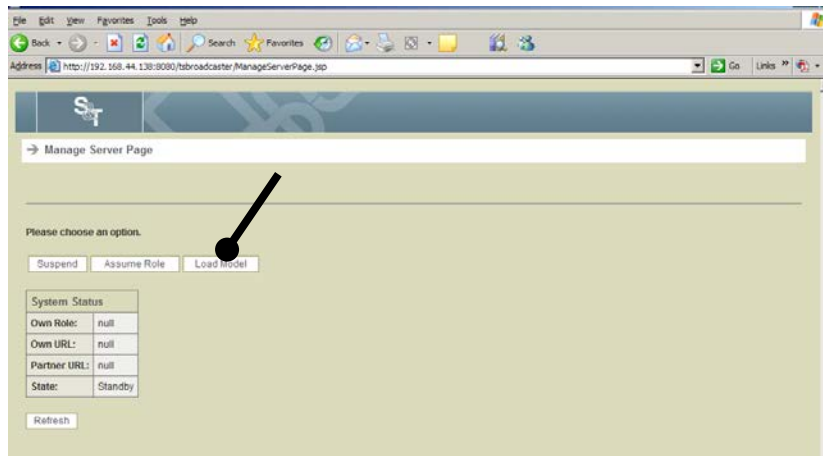 File Edit View Favorites Tools Help
Back Search Favorites
Address http://192.168.44.138:8080/tsbroadcaster/ManageServerPage.jsp Go Links »
S&T
Manage Server Page
Please choose an option.
Suspend Assume Role Load Model
System Status
Own Role: null
Own URL: null
Partner URL: null
State: Standby
Refresh